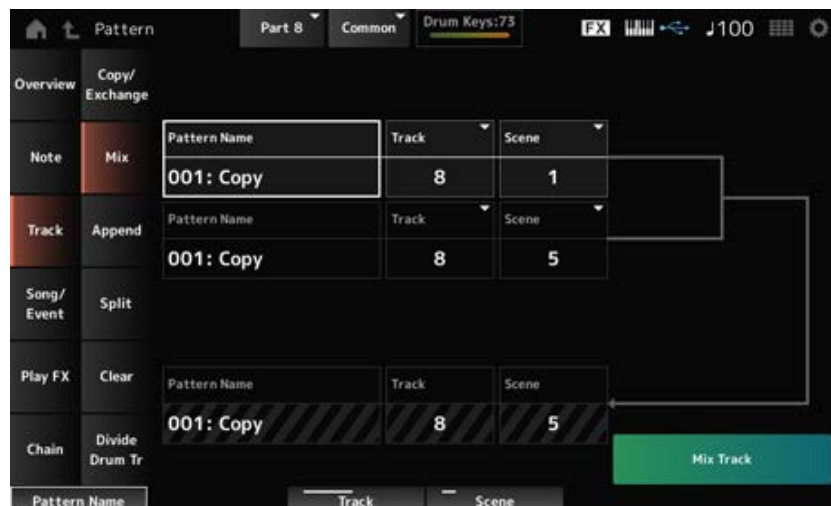 Pattern
Part 8
Common
Drum Keys:73
FX
♩100
Overview
Copy/
Exchange
Note
Mix
Track
Append
Song/
Event
Split
Play FX
Clear
Chain
Divide
Drum Tr
Pattern Name
Track
Scene
001: Copy
8
1
Pattern Name
Track
Scene
001: Copy
8
5
Pattern Name
Track
Scene
001: Copy
8
5
Mix Track
Pattern Name
Track
Scene